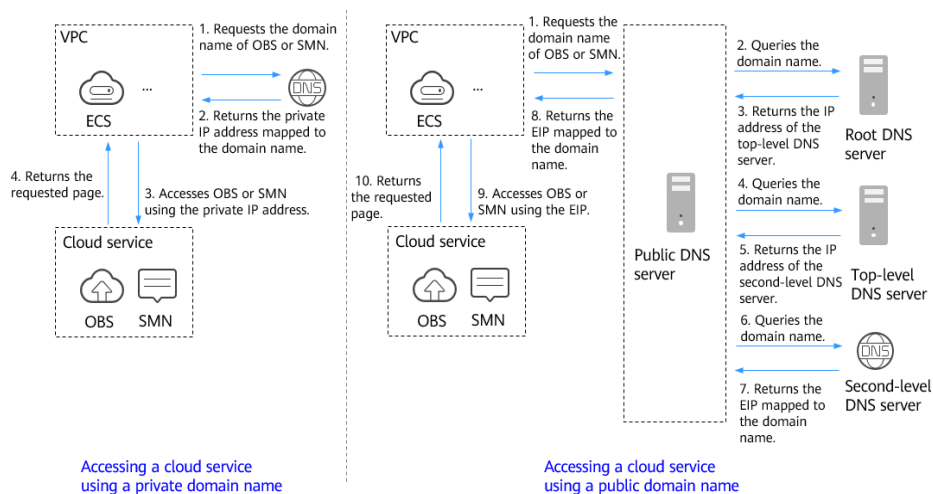 VPC
ECS
...
1. Requests the domain
name of OBS or SMN.
DNS
2. Returns the private
IP address mapped to
the domain name.
4. Returns the
requested page.
3. Accesses OBS or SMN
using the private IP address.
Cloud service
OBS
SMN
Accessing a cloud service
using a private domain name
VPC
ECS
...
1. Requests the
domain name
of OBS or SMN.
8. Returns the
EIP mapped to
the domain
name.
10. Returns
the requested
page.
9. Accesses OBS or
SMN using the EIP.
Cloud service
OBS
SMN
Public DNS
server
2. Queries the
domain name.
3. Returns the IP
address of the
top-level DNS
server.
Root DNS
server
4. Queries the
domain name.
5. Returns the IP
address of the
second-level DNS
server.
Top-level
DNS server
6. Queries the
domain name.
DNS
7. Returns the
EIP mapped to
the domain
name.
Second-level
DNS server
Accessing a cloud service
using a public domain name